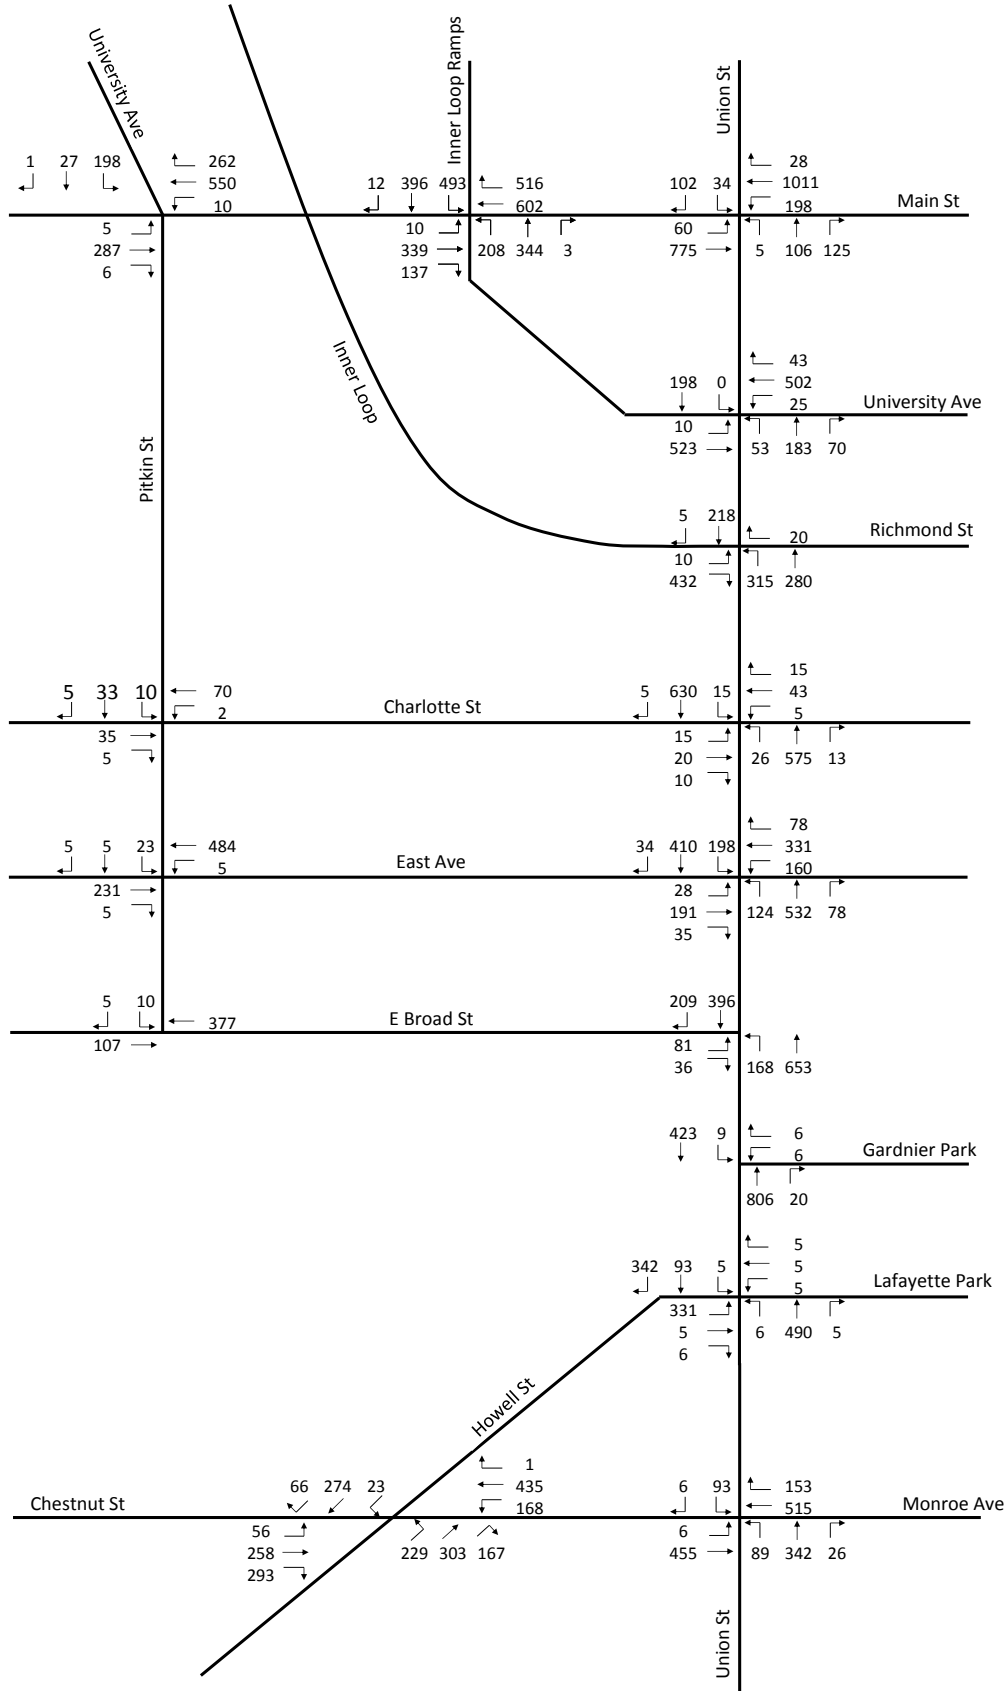 University Ave
Inner Loop Ramps
Union St
1 27 198
262
550
10
12 396 493
516
602
102 34
28
1011
198
Main St
5
287
6
10
339
137
208 344 3
60
775
5 106 125
Inner Loop
198 0
43
502
25
University Ave
10
523
53 183 70
Pitkin St
5 218
20
Richmond St
10
432
315 280
5 33 10
70
2
Charlotte St
5 630 15
15
43
5
35
5
15
20
10
26 575 13
5 5 23
484
5
East Ave
34 410 198
78
331
160
231
5
28
191
35
124 532 78
5 10
377
E Broad St
209 396
107
81
36
168 653
423 9
6
6
Gardnier Park
806 20
342 93 5
5
5
5
Lafayette Park
331
5
6
6 490 5
Howell St
Chestnut St
66 274 23
1
435
168
6 93
153
515
Monroe Ave
56
258
293
229 303 167
6
455
89 342 26
Union St